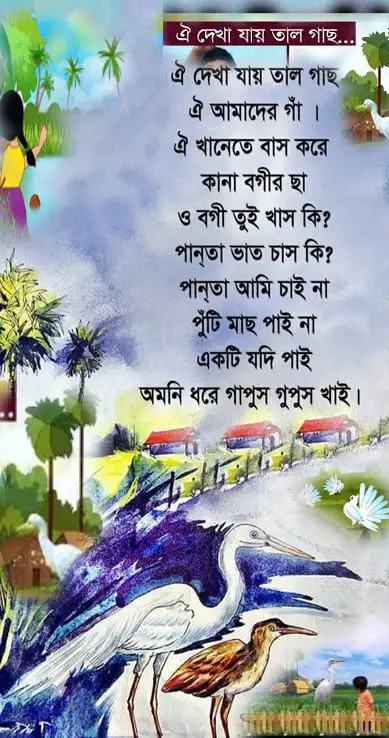 ঐ দেখা যায় তাল গাছ...
ঐ দেখা যায় তাল গাছ
ঐ আমাদের গাঁ ।
ঐ খানেতে বাস করে
কানা বগীর ছা
ও বগী তুই খাস কি?
পান্‌তা ভাত চাস কি?
পান্‌তা আমি চাই না
পুঁটি মাছ পাই না
একটি যদি পাই
অমনি ধরে গাপুস গুপুস খাই।